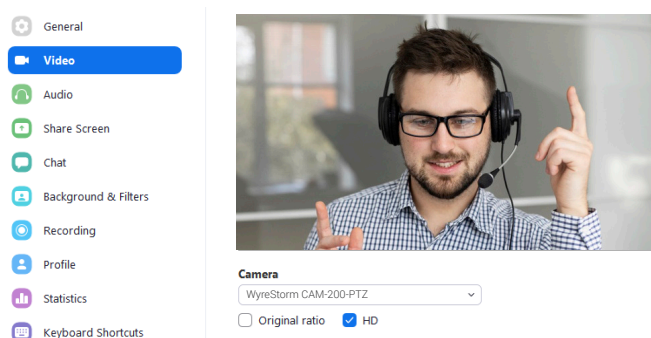 General
Video
Audio
Share Screen
Chat
Background & Filters
Recording
Profile
Statistics
Keyboard Shortcuts
Camera
WyreStorm CAM-200-PTZ
Original ratio HD